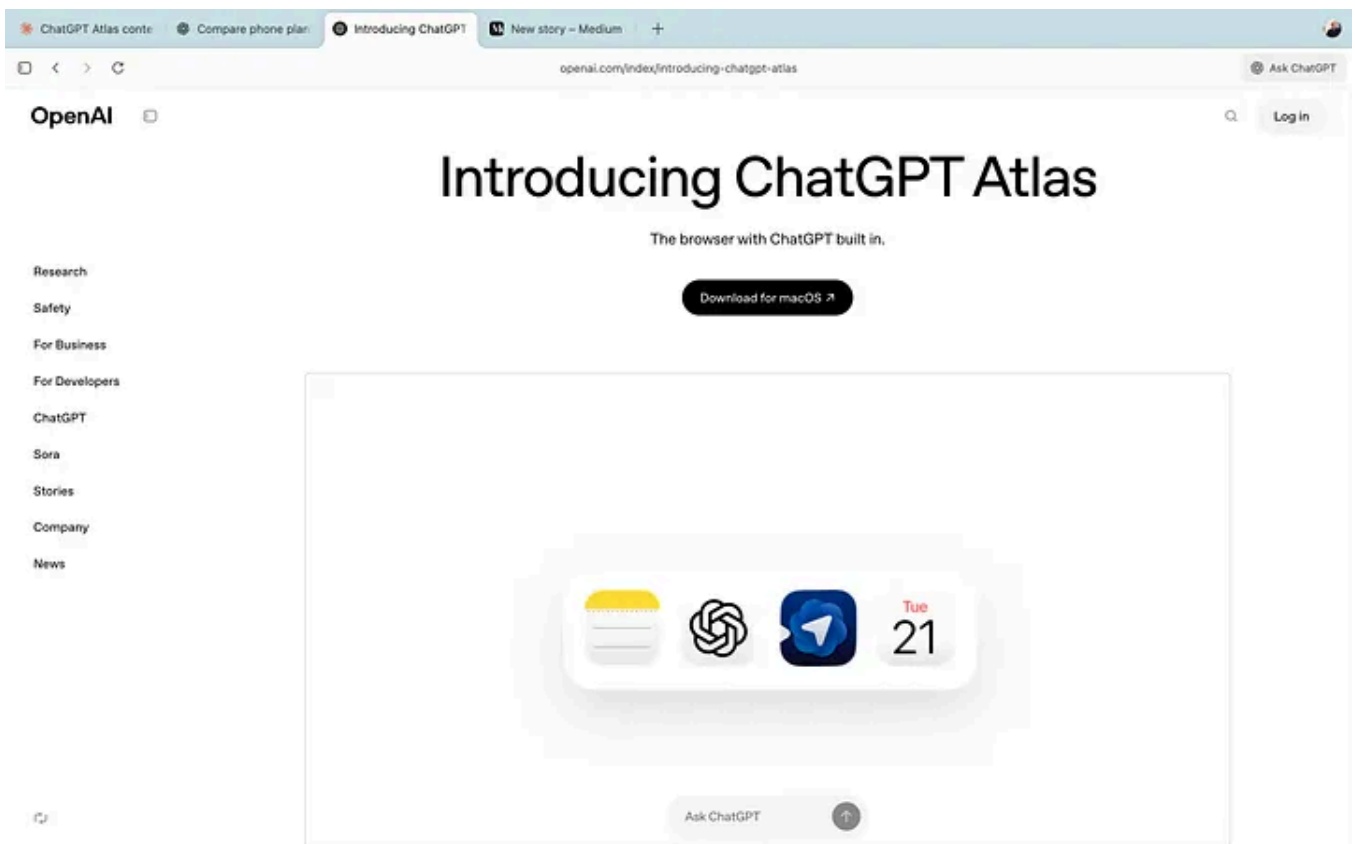 ChatGPT Atlas conte
Compare phone plan
Introducing ChatGPT
New story – Medium
openai.com/index/introducing-chatgpt-atlas
Ask ChatGPT
OpenAI
Log in
Introducing ChatGPT Atlas
The browser with ChatGPT built in.
Download for macOS ↗
Research
Safety
For Business
For Developers
ChatGPT
Sora
Stories
Company
News
Tue
21
Ask ChatGPT